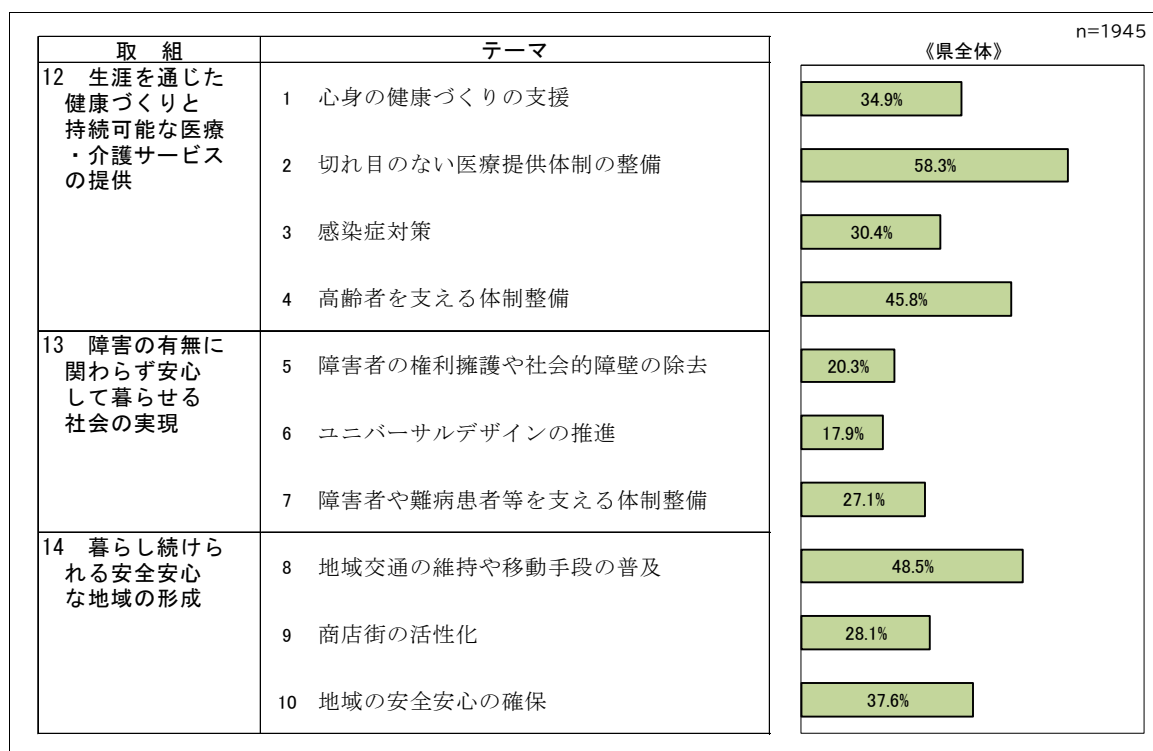 n=1945
取 組
テーマ
《県全体》
12 生涯を通じた
健康づくりと
持続可能な医療
・介護サービス
の提供
1 心身の健康づくりの支援
34.9%
2 切れ目のない医療提供体制の整備
58.3%
3 感染症対策
30.4%
4 高齢者を支える体制整備
45.8%
13 障害の有無に
関わらず安心
して暮らせる
社会の実現
5 障害者の権利擁護や社会的障壁の除去
20.3%
6 ユニバーサルデザインの推進
17.9%
7 障害者や難病患者等を支える体制整備
27.1%
14 暮らし続けら
れる安全安心
な地域の形成
8 地域交通の維持や移動手段の普及
48.5%
9 商店街の活性化
28.1%
10 地域の安全安心の確保
37.6%